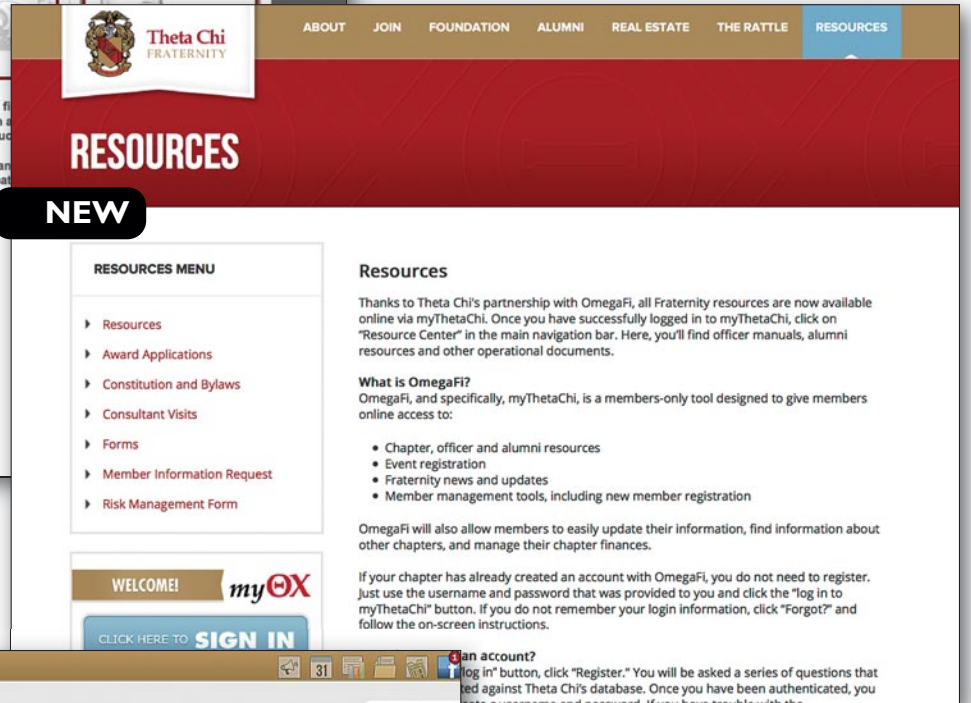 Theta Chi
FRATERNITY
ABOUT JOIN FOUNDATION ALUMNI REAL ESTATE THE RATTLE RESOURCES
RESOURCES
NEW
RESOURCES MENU
Resources
Award Applications
Constitution and Bylaws
Consultant Visits
Forms
Member Information Request
Risk Management Form
WELCOME! myΘX
CLICK HERE TO SIGN IN
Resources
Thanks to Theta Chi's partnership with OmegaFi, all Fraternity resources are now available
online via myThetaChi. Once you have successfully logged in to myThetaChi, click on
"Resource Center" in the main navigation bar. Here, you'll find officer manuals, alumni
resources and other operational documents.
What is OmegaFi?
OmegaFi, and specifically, myThetaChi, is a members-only tool designed to give members
online access to:
• Chapter, officer and alumni resources
• Event registration
• Fraternity news and updates
• Member management tools, including new member registration
OmegaFi will also allow members to easily update their information, find information about
other chapters, and manage their chapter finances.
If your chapter has already created an account with OmegaFi, you do not need to register.
Just use the username and password that was provided to you and click the "log in to
myThetaChi" button. If you do not remember your login information, click "Forgot?" and
follow the on-screen instructions.
an account?
log in" button, click "Register." You will be asked a series of questions that
ted against Theta Chi's database. Once you have been authenticated, you
31
1